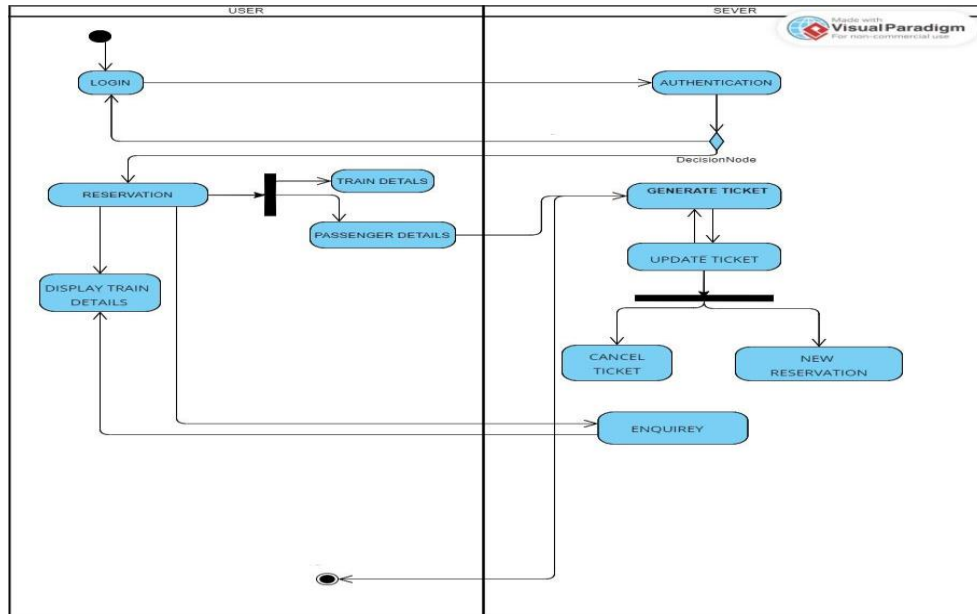 USER
SEVER
Made with
Visual Paradigm
For non-commercial use
LOGIN
AUTHENTICATION
DecisionNode
RESERVATION
TRAIN DETALS
GENERATE TICKET
PASSENGER DETAILS
UPDATE TICKET
DISPLAY TRAIN
DETAILS
CANCEL
TICKET
NEW
RESERVATION
ENQUIREY